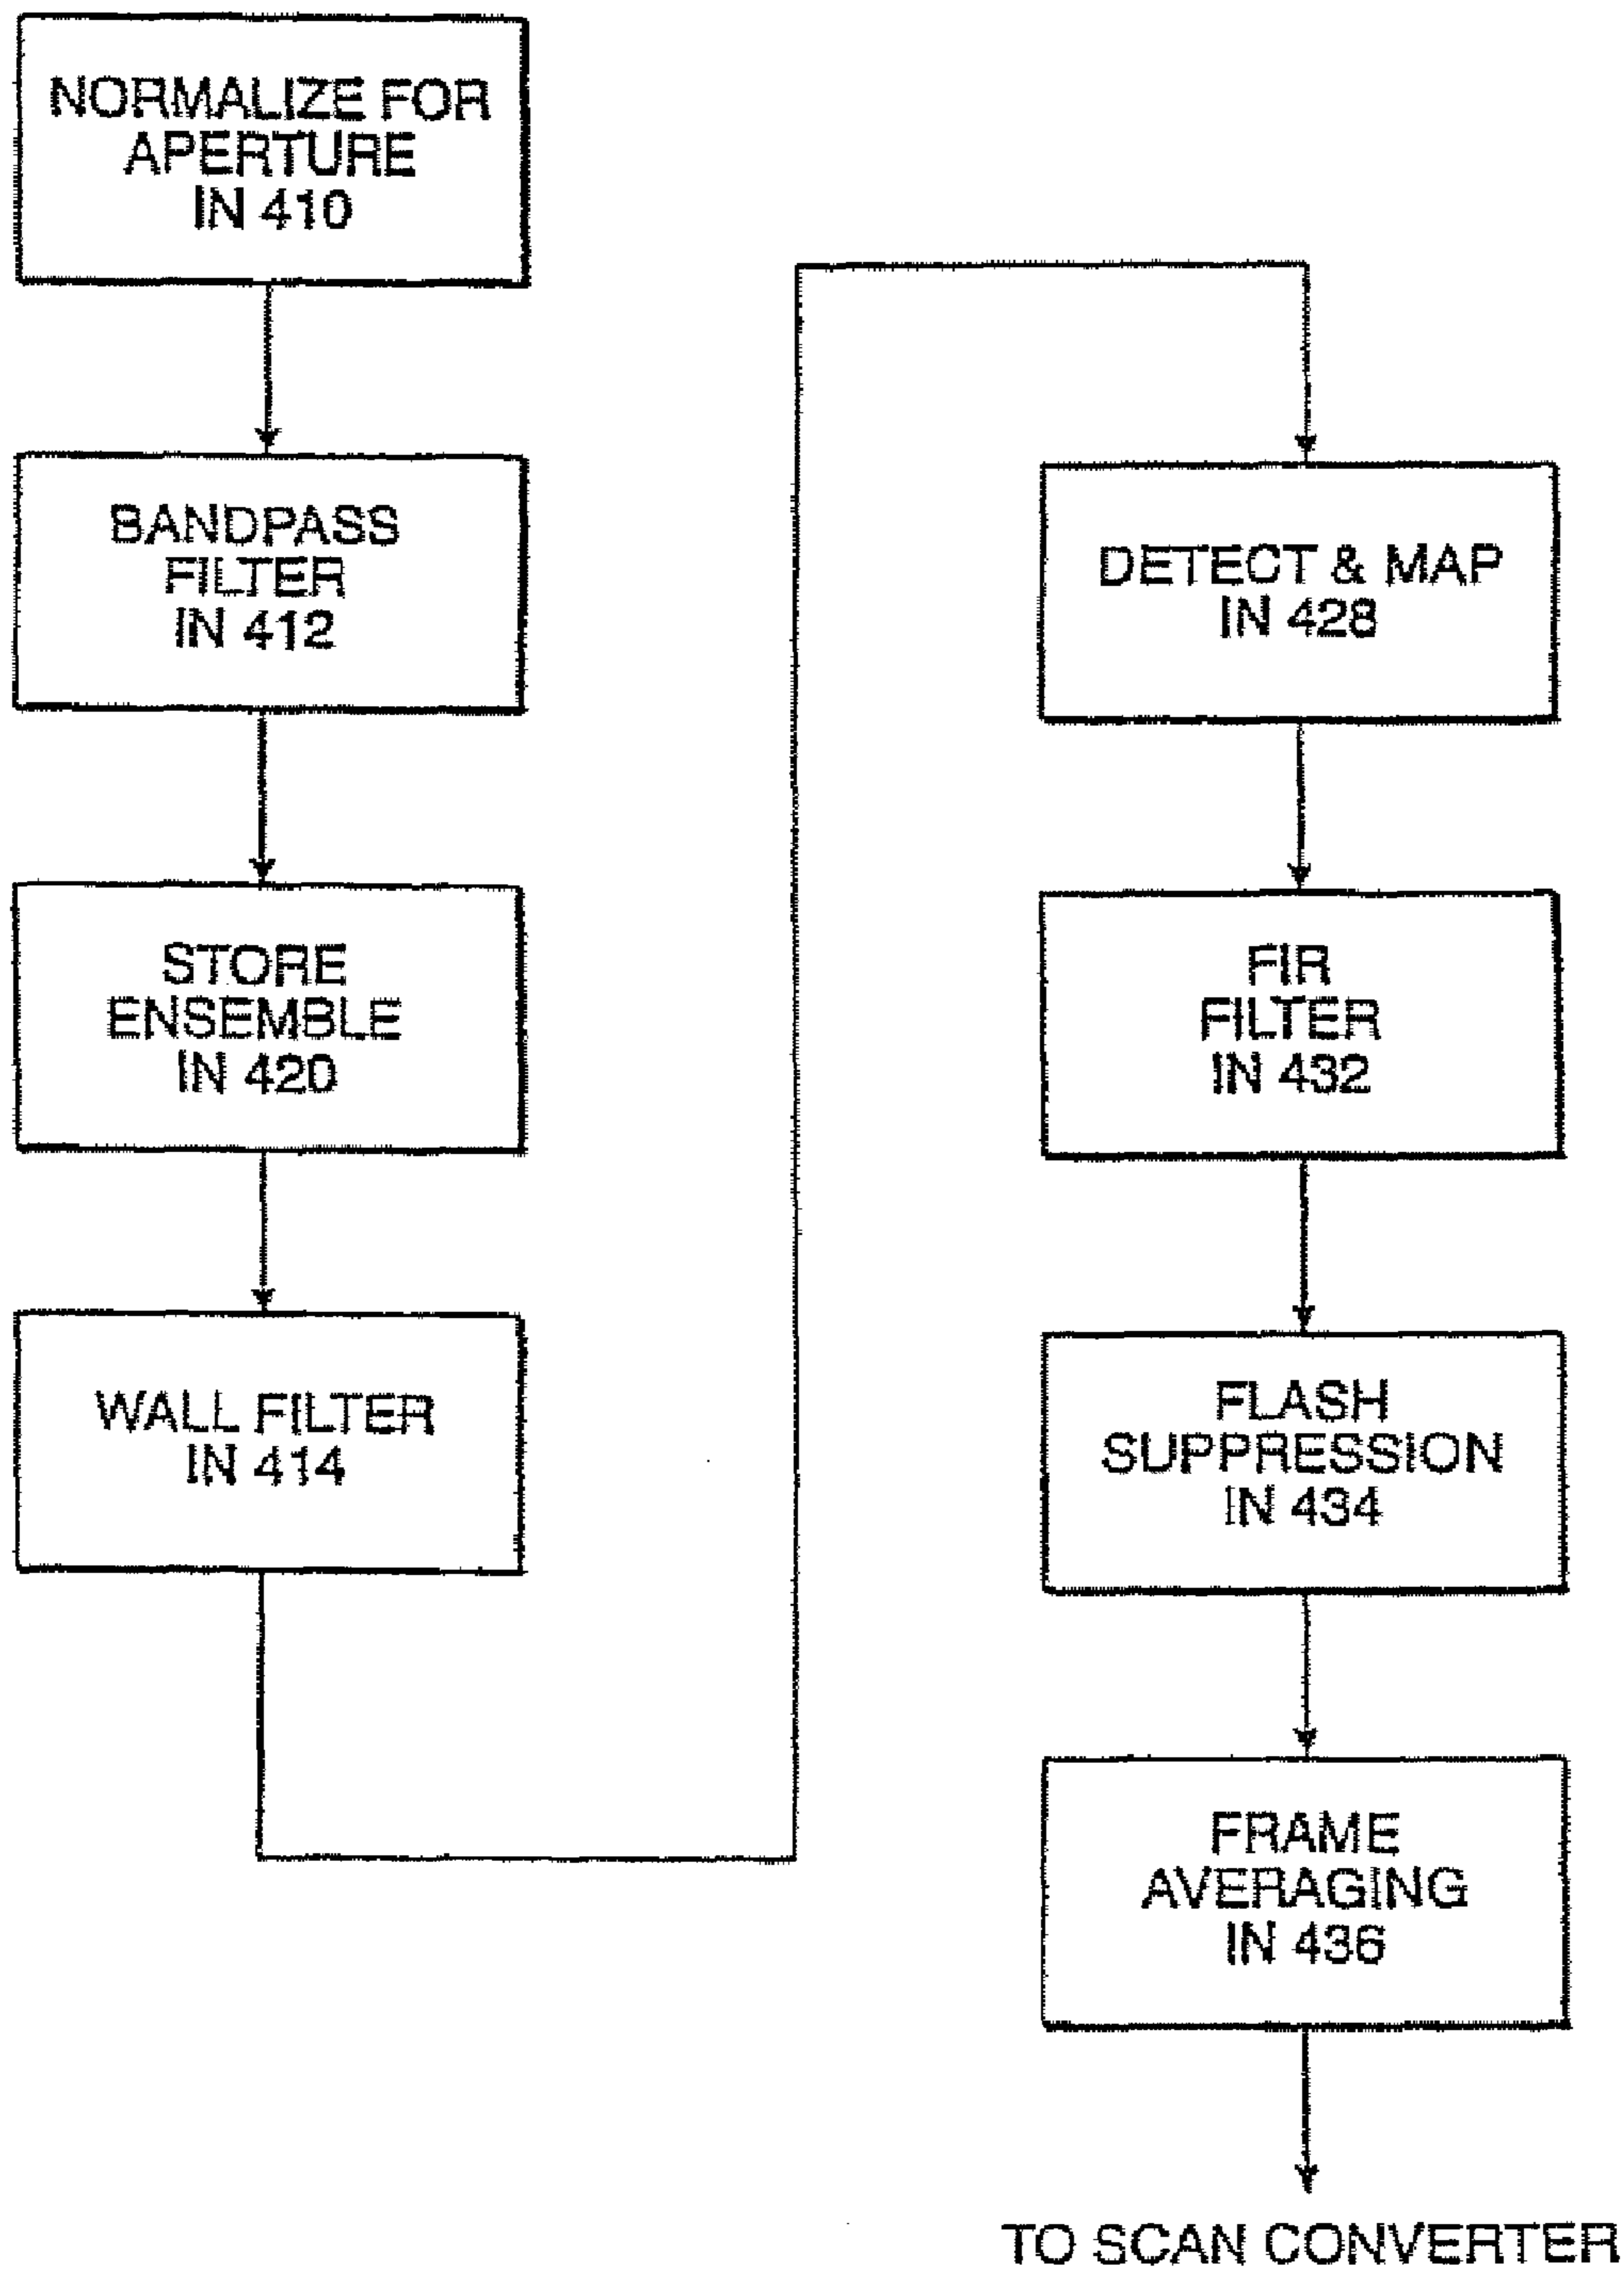 NORMALIZE FOR
APERTURE
IN 410
BANDPASS
FILTER
IN 412
STORE
ENSEMBLE
IN 420
WALL FILTER
IN 414
DETECT & MAP
IN 428
FIR
FILTER
IN 432
FLASH
SUPPRESSION
IN 434
FRAME
AVERAGING
IN 436
TO SCAN CONVERTER